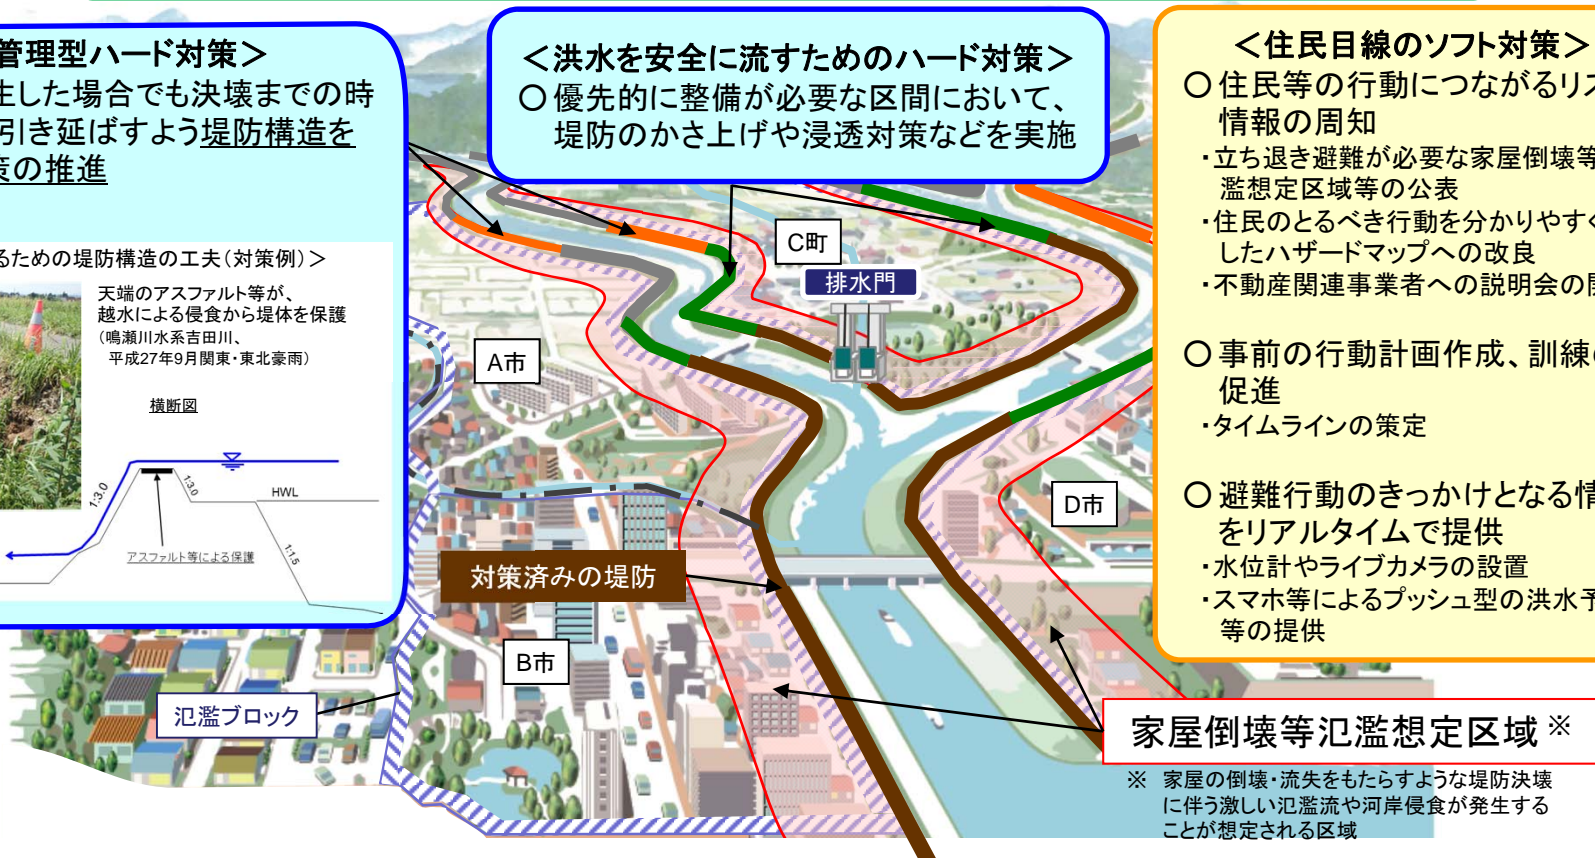 管理型ハード対策＞
生した場合でも決壊までの時
引き延ばすよう堤防構造を
策の推進
るための堤防構造の工夫（対策例）＞
天端のアスファルト等が、
越水による侵食から堤体を保護
（鳴瀬川水系吉田川、
平成27年9月関東・東北豪雨）
横断図
1:3.0
1:3.0
HWL
アスファルト等による保護
1:1.5
＜洪水を安全に流すためのハード対策＞
○優先的に整備が必要な区間において、
堤防のかさ上げや浸透対策などを実施
C町
排水門
A市
D市
対策済みの堤防
B市
氾濫ブロック
＜住民目線のソフト対策＞
○住民等の行動につながるリス
情報の周知
・立ち退き避難が必要な家屋倒壊等
濫想定区域等の公表
・住民のとるべき行動を分かりやすく
したハザードマップへの改良
・不動産関連事業者への説明会の開
○事前の行動計画作成、訓練の
促進
・タイムラインの策定
○避難行動のきっかけとなる情
をリアルタイムで提供
・水位計やライブカメラの設置
・スマホ等によるプッシュ型の洪水予
等の提供
家屋倒壊等氾濫想定区域※
※　家屋の倒壊・流失をもたらすような堤防決壊
に伴う激しい氾濫流や河岸侵食が発生する
ことが想定される区域